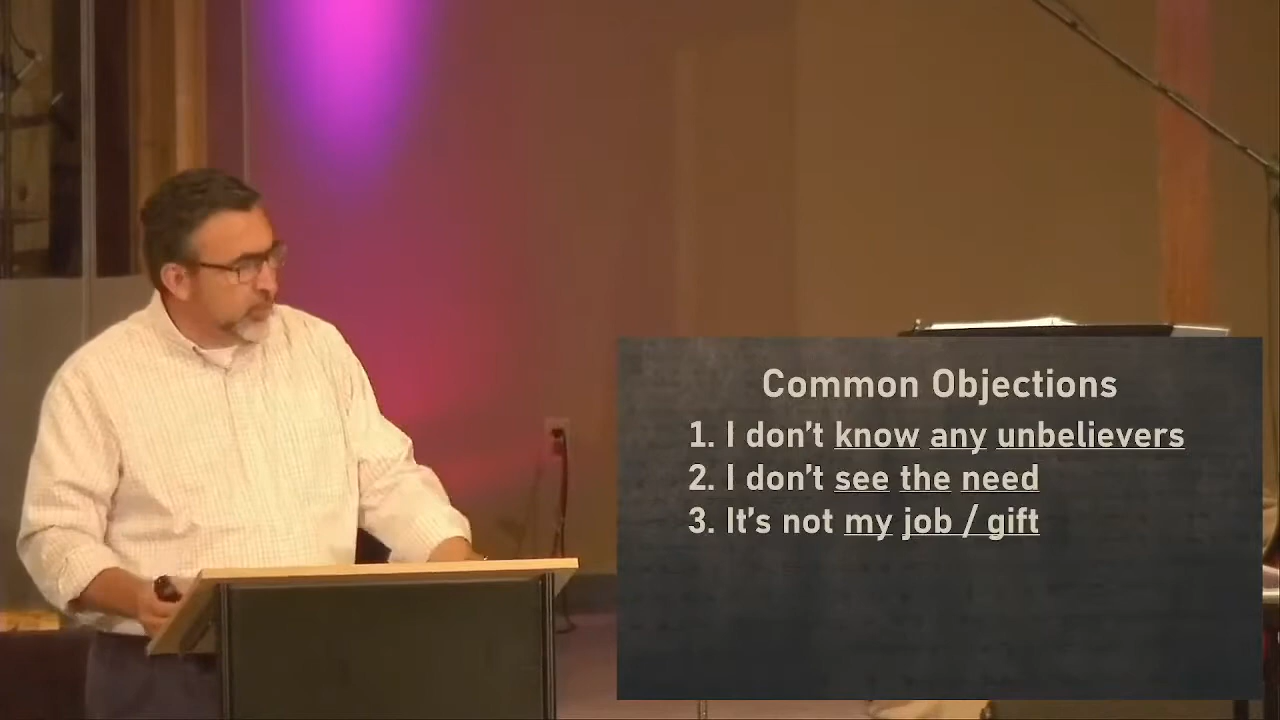 Common Objections
1. I don't know any unbelievers
2. I don't see the need
3. It's not my job / gift